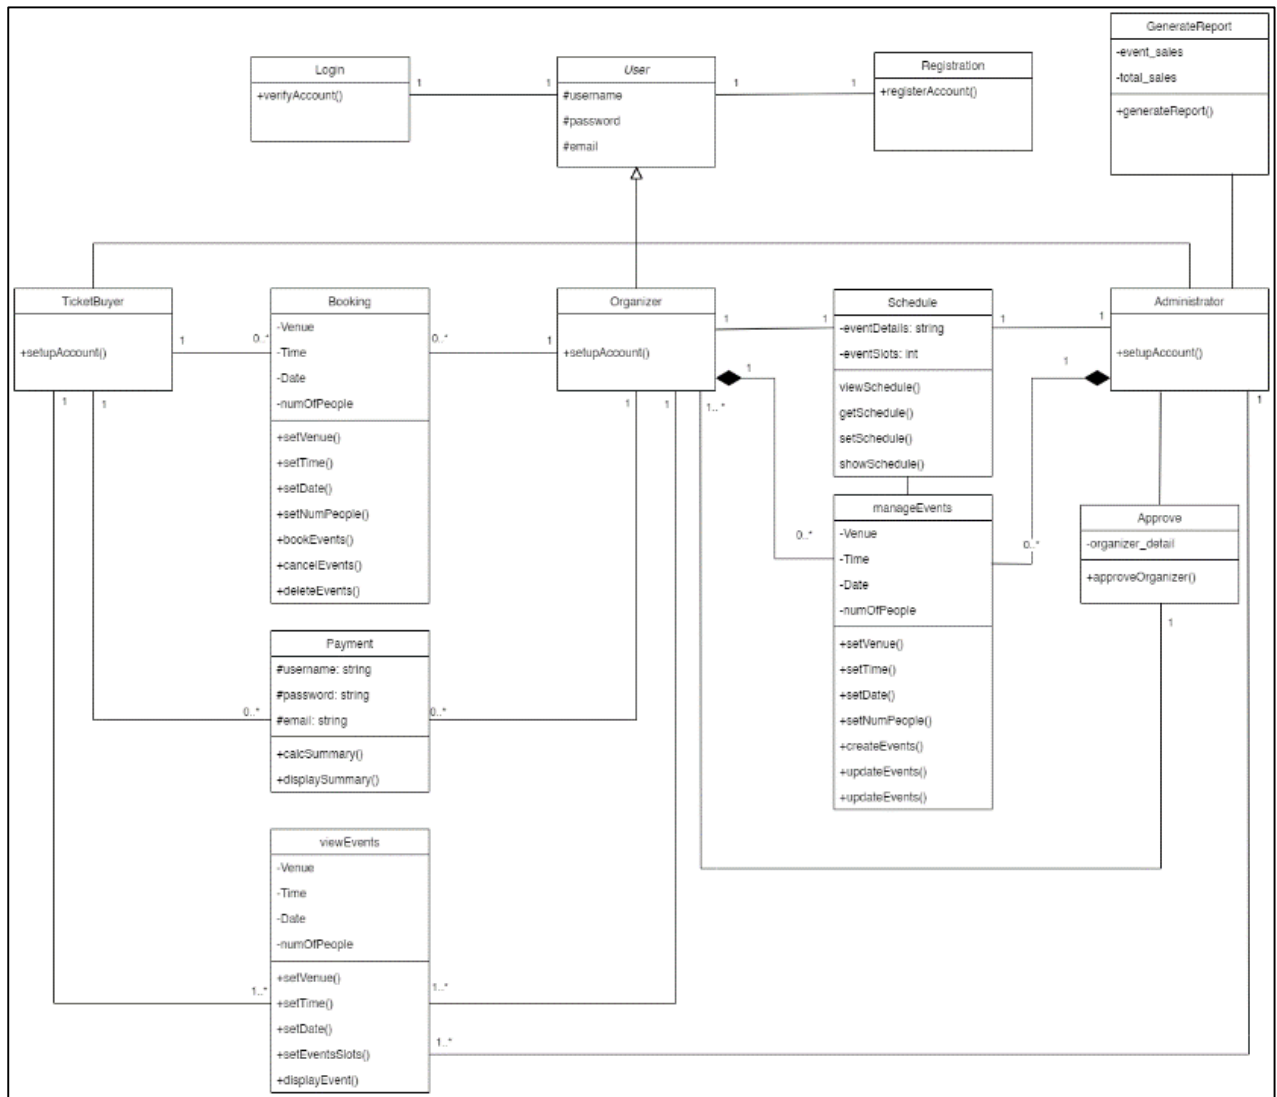 GenerateReport
-event_sales
-total_sales
+generateReport()
Login
+verifyAccount()
1
1
User
#username
#password
#email
1
1
Registration
+registerAccount()
TicketBuyer
+setupAccount()
1
0..*
Booking
-Venue
-Time
-Date
-numOfPeople
+setVenue()
+setTime()
+setDate()
+setNumPeople()
+bookEvents()
+cancelEvents()
+deleteEvents()
0..*
1
Organizer
+setupAccount()
1
1
Schedule
-eventDetails: string
-eventSlots: int
viewSchedule()
getSchedule()
setSchedule()
showSchedule()
1
1
Administrator
+setupAccount()
1
1
1
1
1
1
1..*
1
manageEvents
-Venue
-Time
-Date
-numOfPeople
+setVenue()
+setTime()
+setDate()
+setNumPeople()
+createEvents()
+updateEvents()
+updateEvents()
0..*
0..*
Approve
-organizer_detail
+approveOrganizer()
1
Payment
#username: string
#password: string
#email: string
+calcSummary()
+displaySummary()
0..*
0..*
viewEvents
-Venue
-Time
-Date
-numOfPeople
+setVenue()
+setTime()
+setDate()
+setEventsSlots()
+displayEvent()
1..*
1..*
1..*